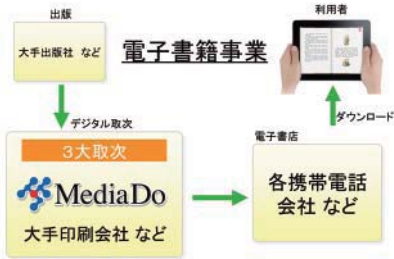 出版
大手出版社 など
電子書籍事業
利用者
デジタル取次
3大取次
MediaDo
大手印刷会社 など
ダウンロード
電子書店
各携帯電話
会社 など